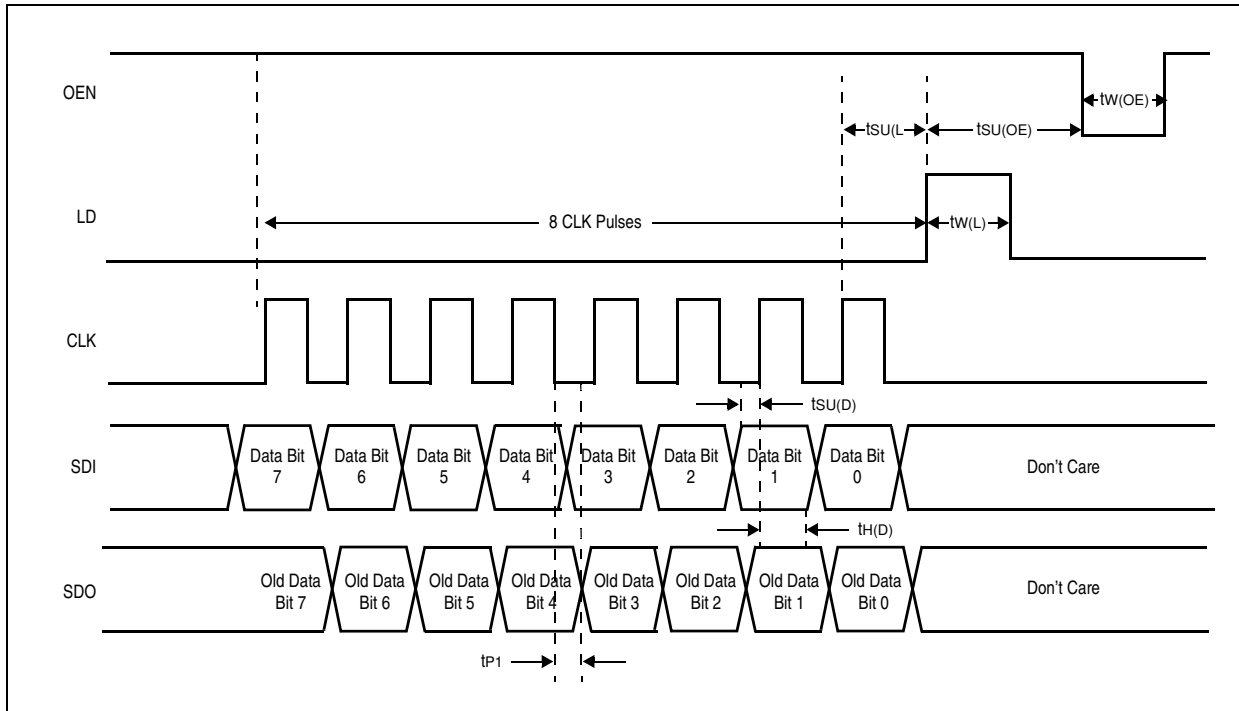 OEN
tW(OE)
tSU(L
tSU(OE)
LD
8 CLK Pulses
tW(L)
CLK
tSU(D)
SDI
Data Bit
7
Data Bit
6
Data Bit
5
Data Bit
4
Data Bit
3
Data Bit
2
Data Bit
1
Data Bit
0
Don't Care
tH(D)
SDO
Old Data
Bit 7
Old Data
Bit 6
Old Data
Bit 5
Old Data
Bit 4
Old Data
Bit 3
Old Data
Bit 2
Old Data
Bit 1
Old Data
Bit 0
Don't Care
tP1